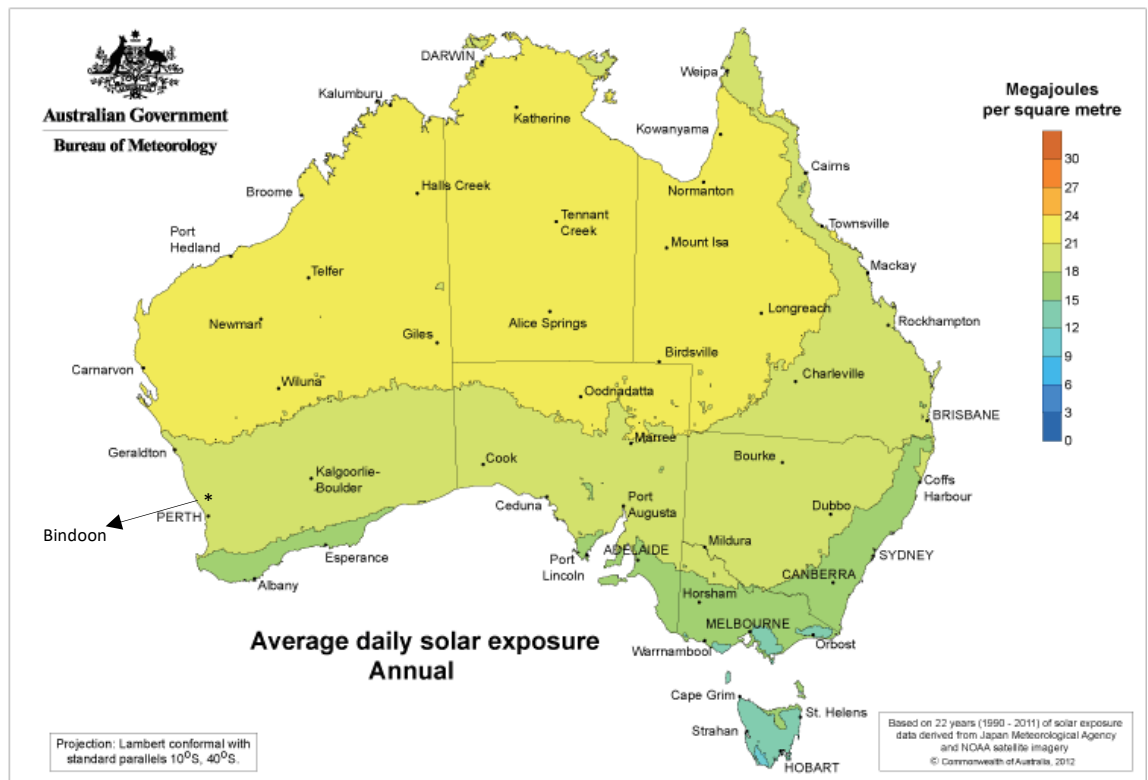 Australian Government
Bureau of Meteorology
DARWIN
Kalumburu
Katherine
Weipa
Kowanyama
Cairns
Broome
Halls Creek
Normanton
Port
Hedland
Tennant
Creek
Mount Isa
Townsville
Telfer
Mackay
Newman
Giles
Alice Springs
Longreach
Rockhampton
Carnarvon
Wiluna
Birdsville
Oodnadatta
Charleville
BRISBANE
Geraldton
Kalgoorlie-
Boulder
Cook
Marree
Bourke
Coffs
Harbour
*
PERTH
Bindoon
Ceduna
Port
Augusta
Dubbo
Esperance
Albany
Port
Lincoln
ADELAIDE
Mildura
SYDNEY
CANBERRA
Horsham
MELBOURNE
Warrnambool
Orbost
Cape Grim
St. Helens
Strahan
HOBART
Megajoules
per square metre
30
27
24
21
18
15
12
9
6
3
0
Average daily solar exposure
Annual
Projection: Lambert conformal with
standard parallels 10°S, 40°S.
Based on 22 years (1990 - 2011) of solar exposure
data derived from Japan Meteorological Agency
and NOAA satellite imagery
© Commonwealth of Australia, 2012